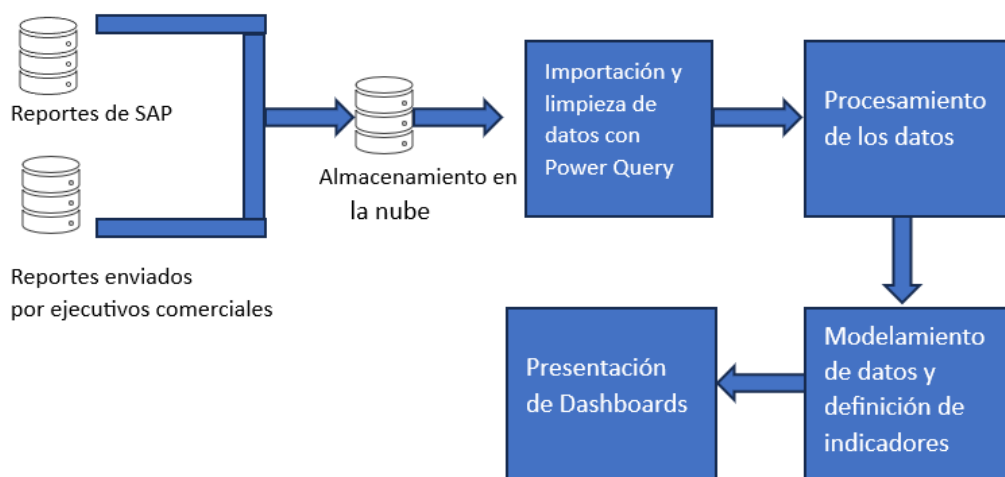 Reportes de SAP
Reportes enviados
por ejecutivos comerciales
Almacenamiento en
la nube
Importación y
limpieza de
datos con
Power Query
Procesamiento
de los datos
Modelamiento
de datos y
definición de
indicadores
Presentación
de Dashboards